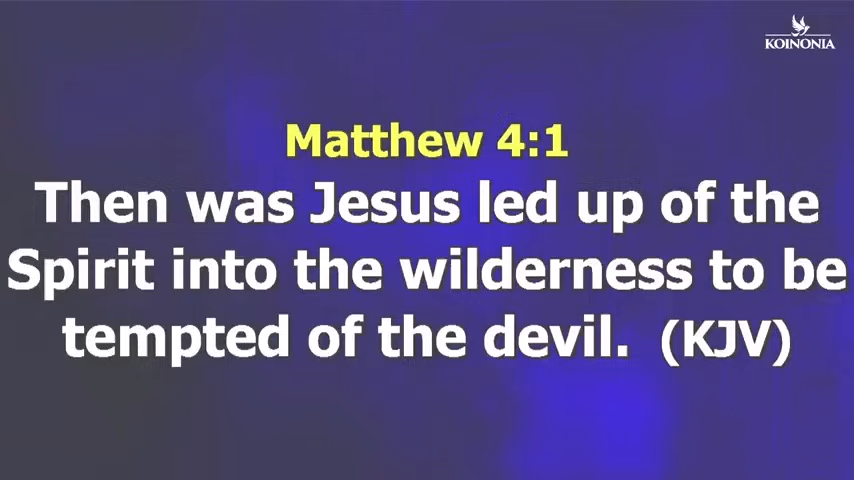 KOINONIA
Matthew 4:1
Then was Jesus led up of the
Spirit into the wilderness to be
tempted of the devil. (KJV)